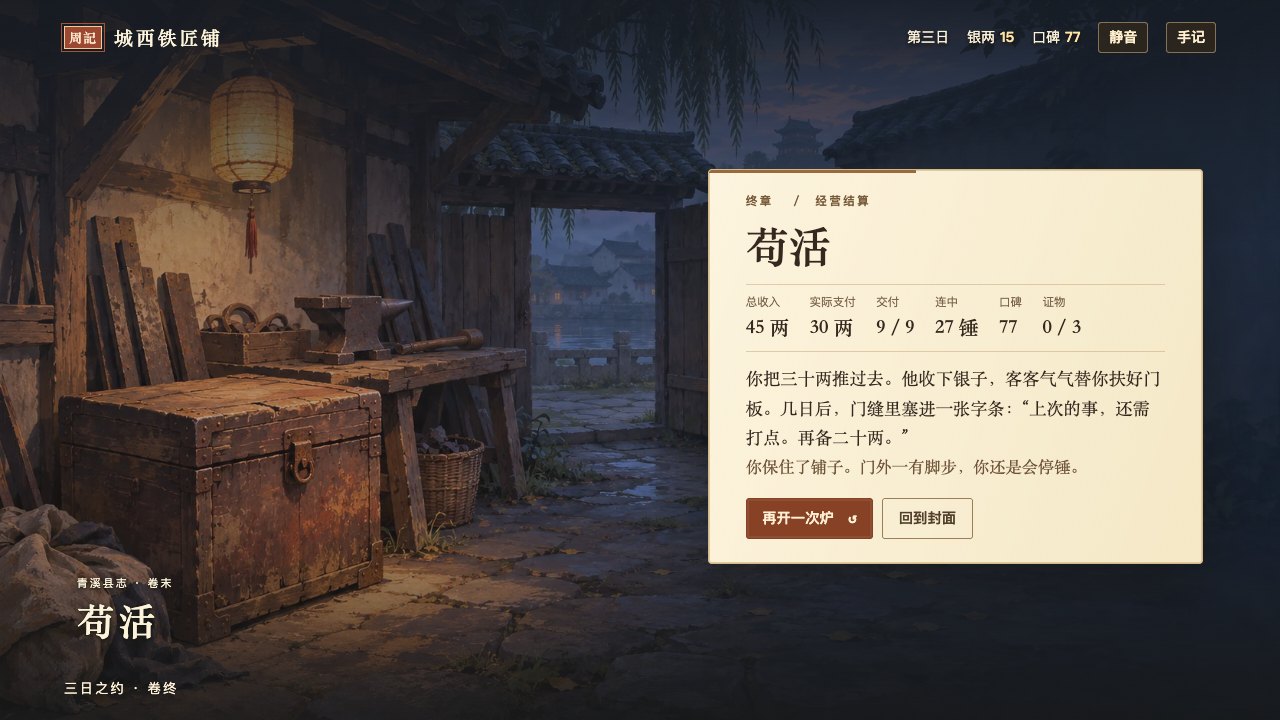 周記 城西铁匠铺
第三日 银两 15 口碑 77 静音 手记
终章 / 经营结算
苟活
总收入 实际支付 交付 连中 口碑 证物
45 两 30 两 9 / 9 27 锤 77 0 / 3
你把三十两推过去。他收下银子，客客气气替你扶好门
板。几日后，门缝里塞进一张字条：“上次的事，还需
打点。再备二十两。”
你保住了铺子。门外一有脚步，你还是会停锤。
再开一次炉 ↺ 回到封面
青溪县志 · 卷末
苟活
三日之约 · 卷终